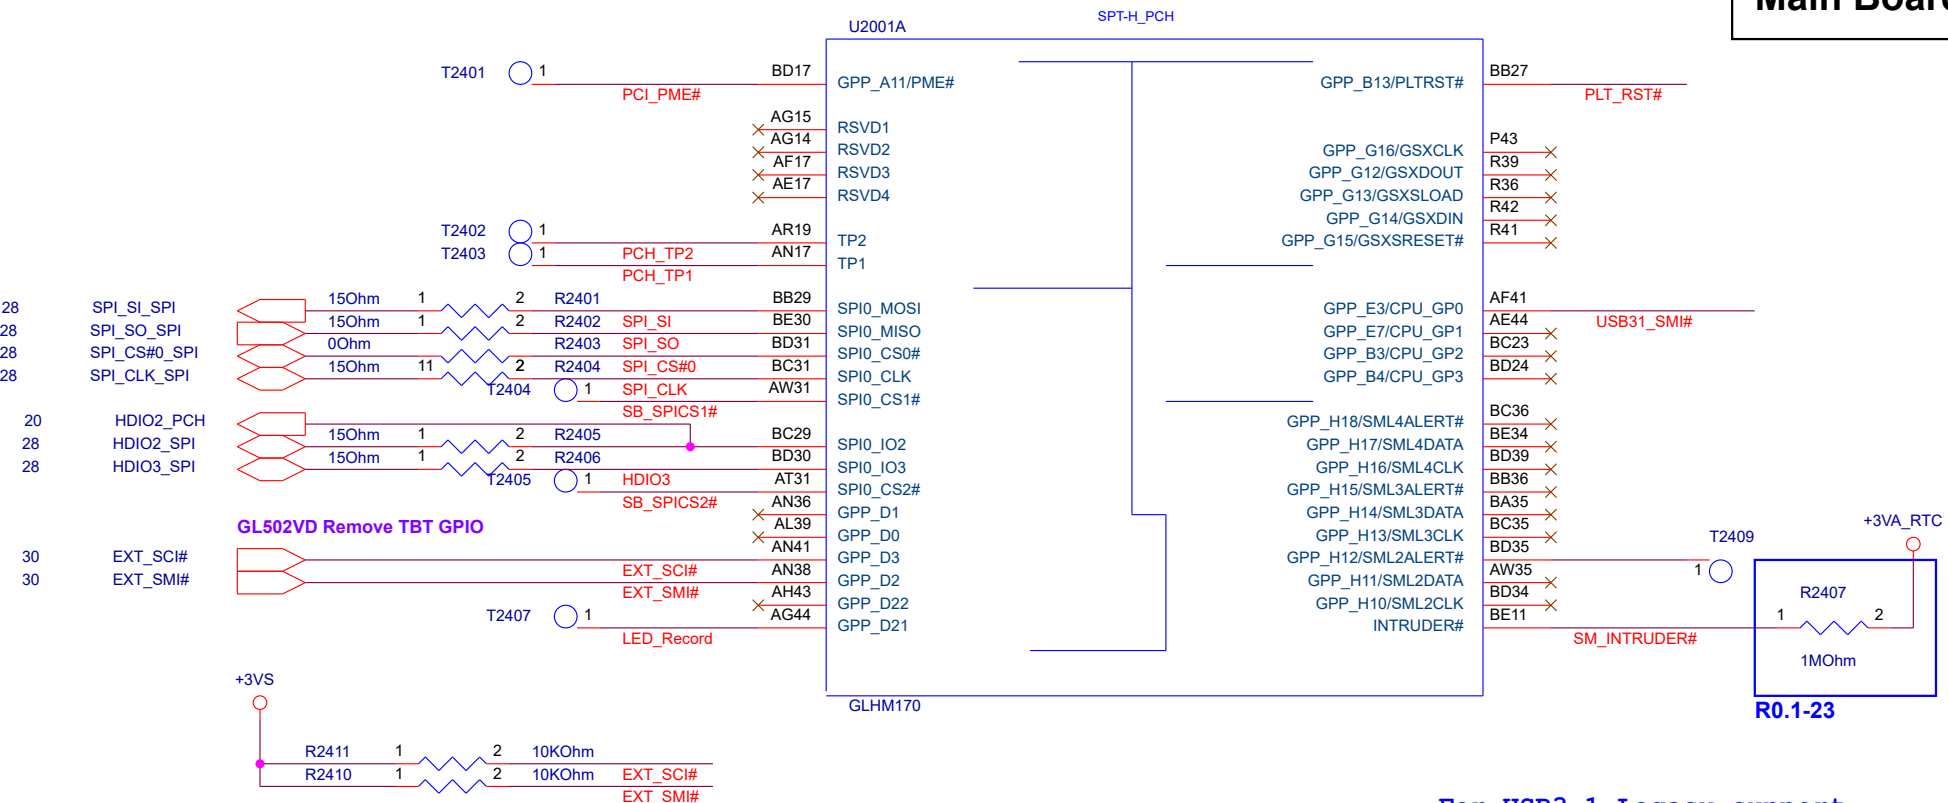 Main Board
SPT-H_PCH
U2001A
T2401 1 BD17 GPP_A11/PME# GPP_B13/PLTRST# BB27
PCI_PME# PLT_RST#
AG15 RSVD1
AG14 RSVD2 GPP_G16/GSXCLK P43
AF17 RSVD3 GPP_G12/GSXDOUT R39
AE17 RSVD4 GPP_G13/GSXSLOAD R36
GPP_G14/GSXDIN R42
T2402 1 AR19 TP2 GPP_G15/GSXSRESET# R41
PCH_TP2
T2403 1 AN17 TP1
PCH_TP1
28 SPI_SI_SPI 15Ohm 1 2 R2401 BB29 SPI0_MOSI GPP_E3/CPU_GP0 AF41
SPI_SI USB31_SMI#
28 SPI_SO_SPI 15Ohm 1 2 R2402 BE30 SPI0_MISO GPP_E7/CPU_GP1 AE44
SPI_SO
28 SPI_CS#0_SPI 0Ohm R2403 BD31 SPI0_CS0# GPP_B3/CPU_GP2 BC23
SPI_CS#0
28 SPI_CLK_SPI 15Ohm 11 2 R2404 BC31 SPI0_CLK GPP_B4/CPU_GP3 BD24
SPI_CLK
T2404 1 AW31 SPI0_CS1#
SB_SPICS1#
20 HDIO2_PCH GPP_H18/SML4ALERT# BC36
28 HDIO2_SPI 15Ohm 1 2 R2405 BC29 SPI0_IO2 GPP_H17/SML4DATA BE34
28 HDIO3_SPI 15Ohm 1 2 R2406 BD30 SPI0_IO3 GPP_H16/SML4CLK BD39
HDIO3
T2405 1 AT31 SPI0_CS2# GPP_H15/SML3ALERT# BB36
SB_SPICS2#
AN36 GPP_D1 GPP_H14/SML3DATA BA35
GL502VD Remove TBT GPIO
AL39 GPP_D0 GPP_H13/SML3CLK BC35
+3VA_RTC
30 EXT_SCI# AN41 GPP_D3 GPP_H12/SML2ALERT# BD35 1 T2409
EXT_SCI#
30 EXT_SMI# AN38 GPP_D2 GPP_H11/SML2DATA AW35
EXT_SMI#
AH43 GPP_D22 GPP_H10/SML2CLK BD34 R2407
T2407 1 AG44 GPP_D21 INTRUDER# BE11 1 2
LED_Record SM_INTRUDER#
1MOhm
+3VS
GLHM170
R0.1-23
R2411 1 2 10KOhm
EXT_SCI#
R2410 1 2 10KOhm
EXT_SMI#
For USB3.1 Legacy support